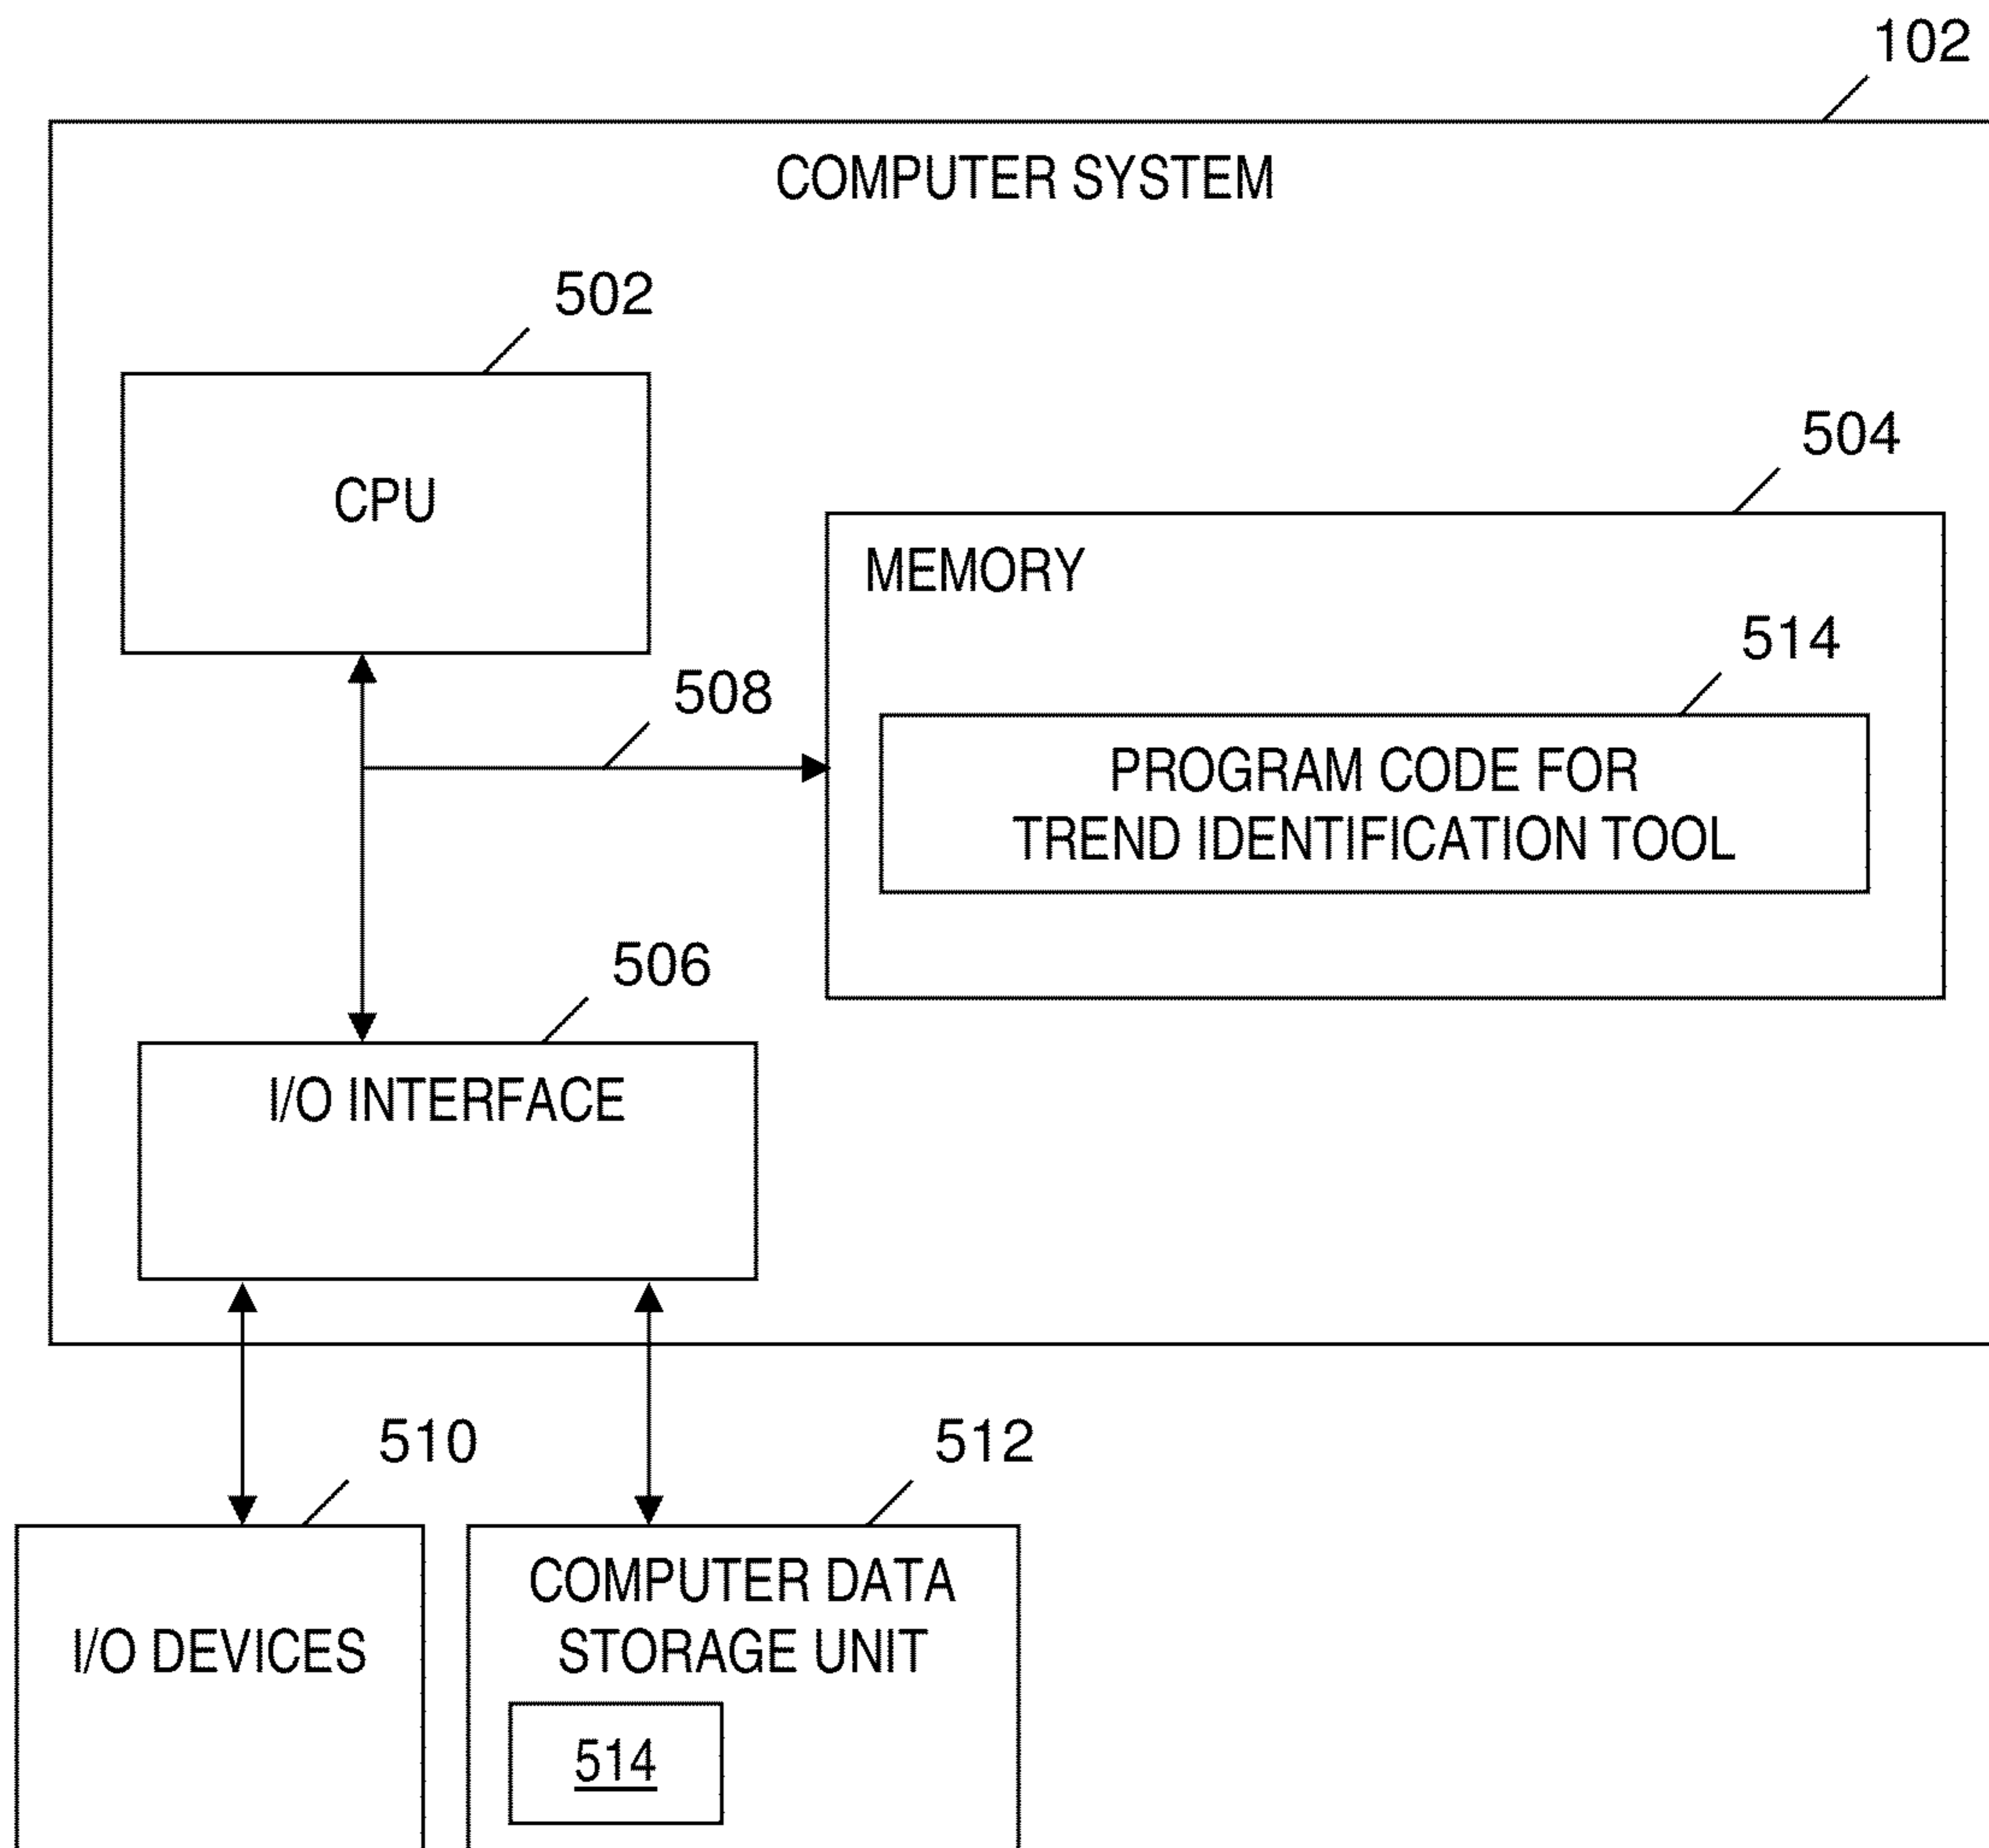 102
COMPUTER SYSTEM
502
CPU
504
MEMORY
514
PROGRAM CODE FOR
TREND IDENTIFICATION TOOL
508
506
I/O INTERFACE
510
I/O DEVICES
512
COMPUTER DATA
STORAGE UNIT
514